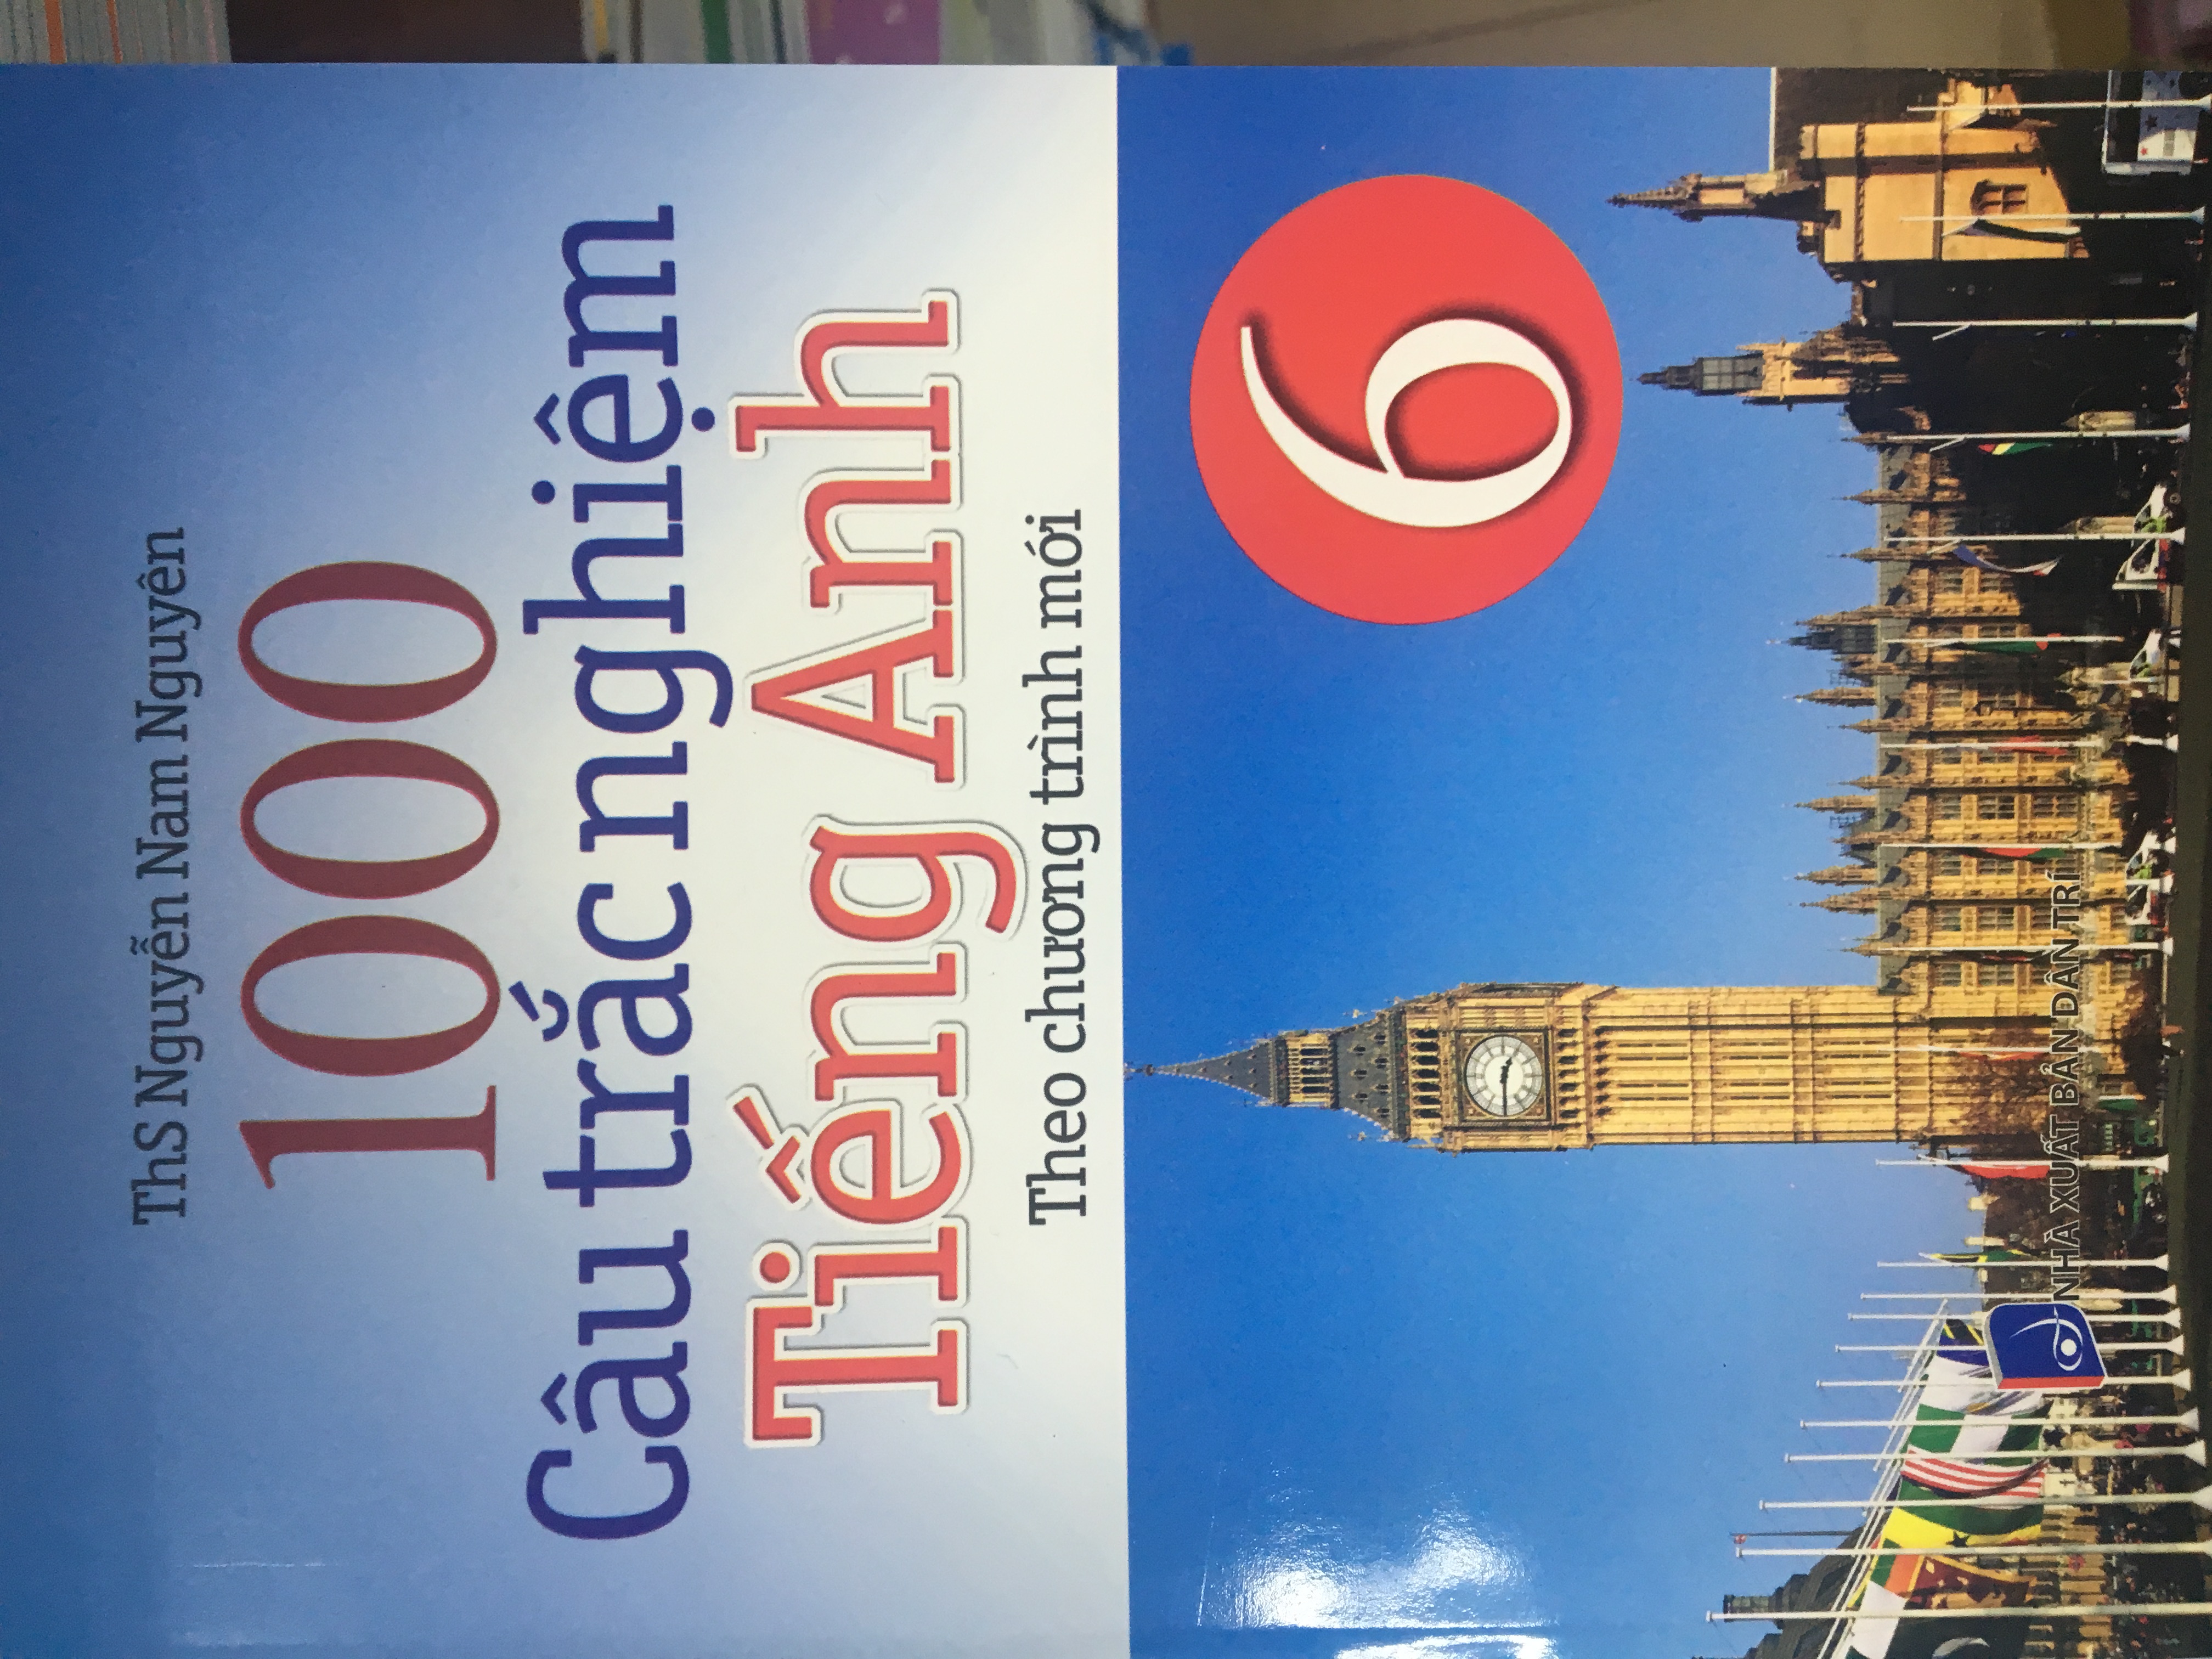 ThS Nguyễn Nam Nguyên
1000
Câu trắc nghiệm
Tiếng Anh
Theo chương trình mới
6
NHÀ XUẤT BẢN DÂN TRÍ